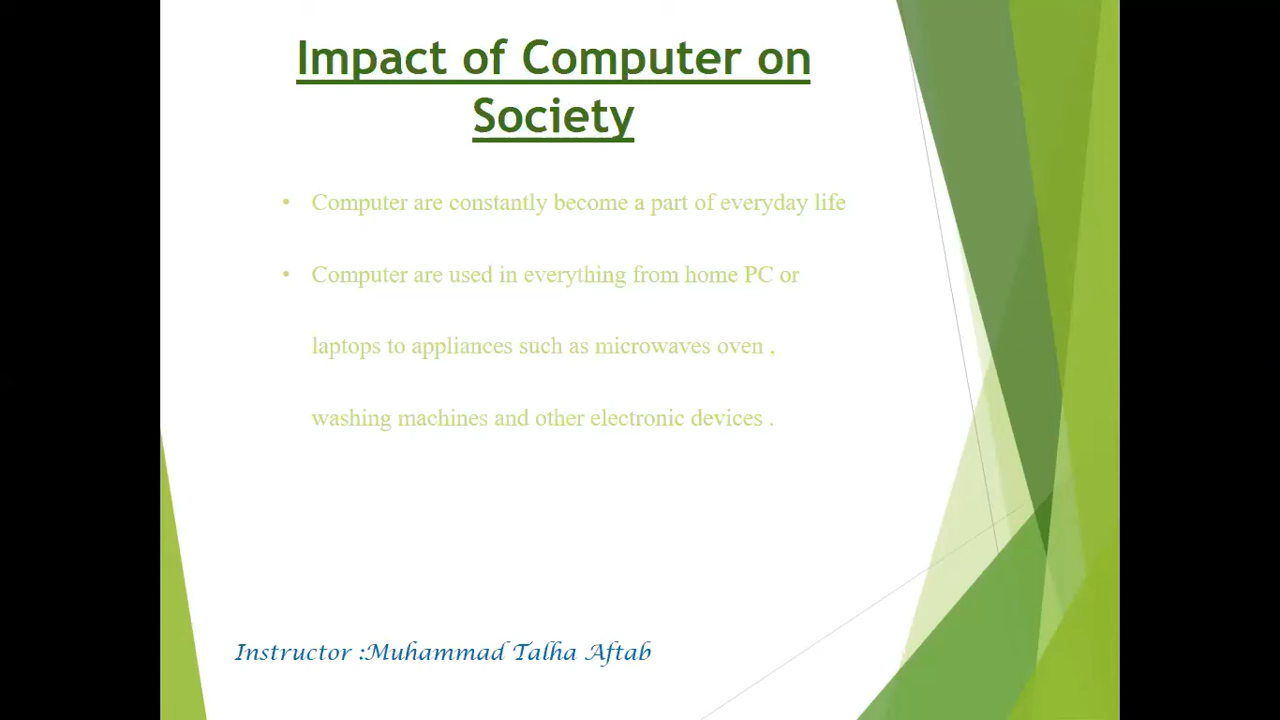 Impact of Computer on
Society
• Computer are constantly become a part of everyday life
• Computer are used in everything from home PC or
laptops to appliances such as microwaves oven ,
washing machines and other electronic devices .
Instructor :Muhammad Talha Aftab